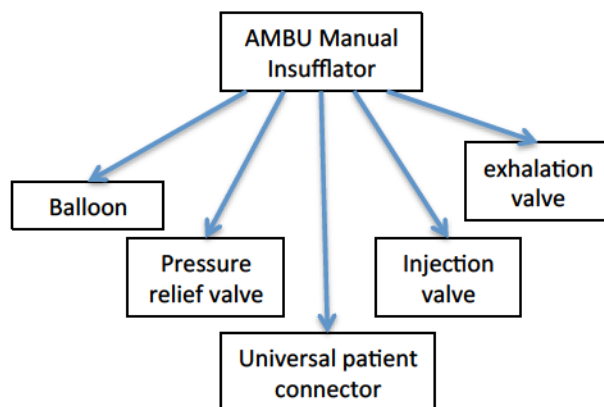 AMBU Manual
Insufflator
exhalation
valve
Balloon
Pressure
relief valve
Injection
valve
Universal patient
connector